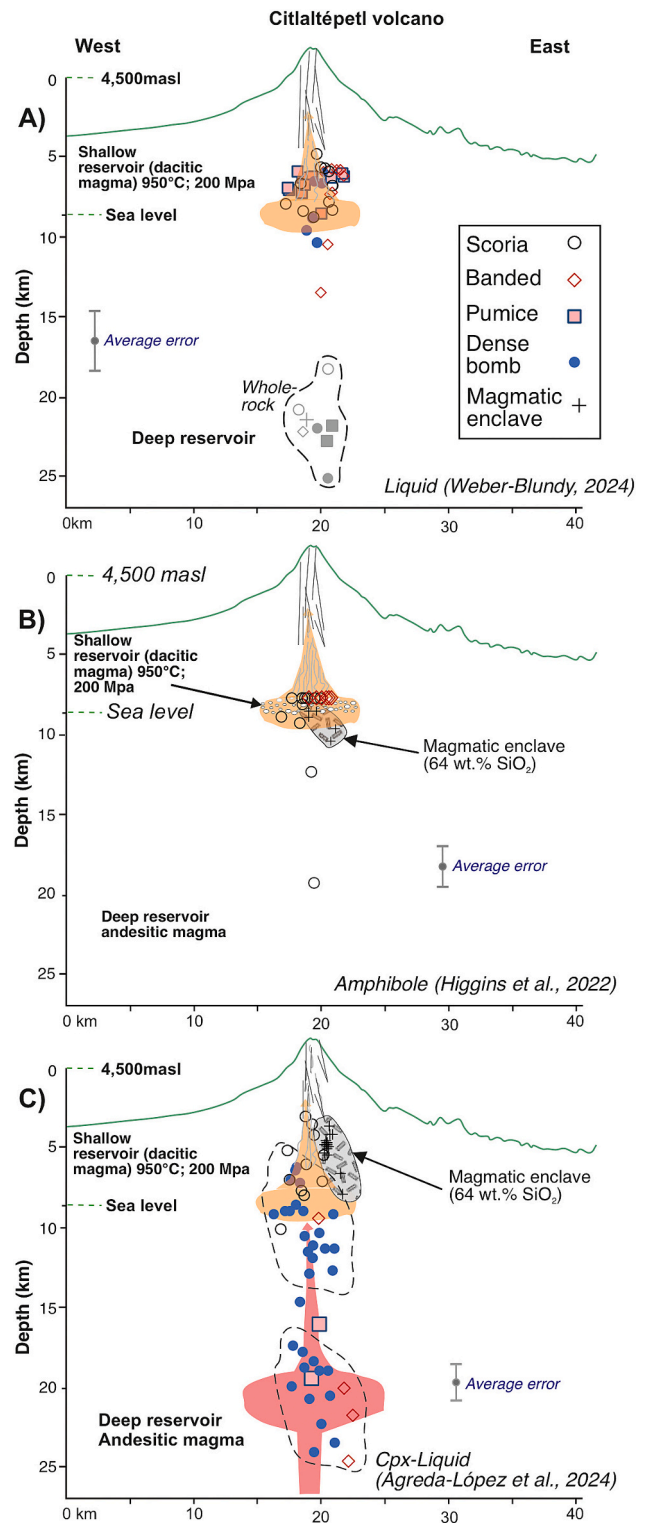 Citlaltépetl volcano
West
East
0
4,500masl
A)
Shallow
reservoir (dacitic
magma) 950°C; 200 Mpa
5
Sea level
10
Depth (km)
15
Average error
20
25
Whole-
rock
Deep reservoir
Scoria
Banded
Pumice
Dense
bomb
Magmatic
enclave
Liquid (Weber-Blundy, 2024)
0km
10
20
30
40
0
4,500 masl
B)
Shallow
reservoir (dacitic
magma) 950°C;
200 Mpa
5
Sea level
10
Magmatic enclave
(64 wt.% SiO₂)
Depth (km)
15
Average error
20
Deep reservoir
andesitic magma
25
Amphibole (Higgins et al., 2022)
0 km
10
20
30
40
0
4,500masl
C)
Shallow
reservoir (dacitic
magma) 950°C; 200 Mpa
5
Magmatic enclave
(64 wt.% SiO₂)
Sea level
10
Depth (km)
15
20
Average error
Deep reservoir
Andesitic magma
25
Cpx-Liquid
(Ágreda-López et al., 2024)
0 km
10
20
30
40